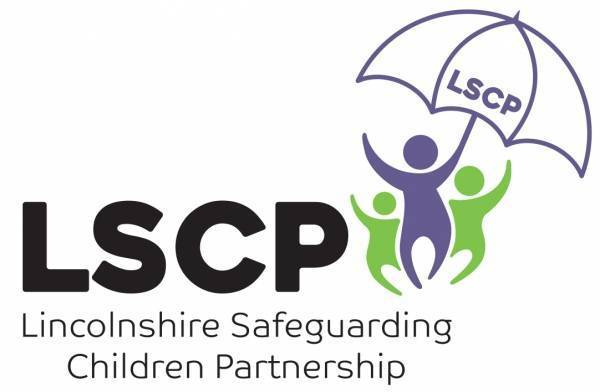 LSCP
LSCP
Lincolnshire Safeguarding
Children Partnership